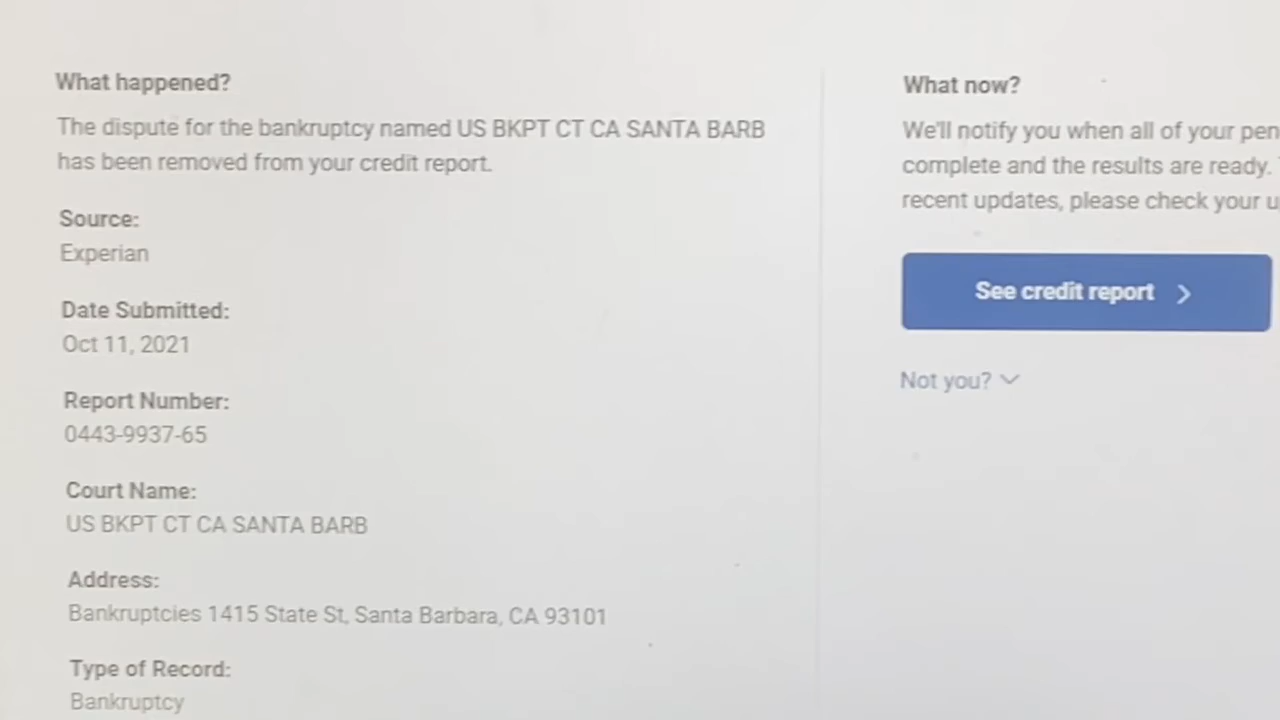 What happened?
The dispute for the bankruptcy named US BKPT CT CA SANTA BARB
has been removed from your credit report.
Source:
Experian
Date Submitted:
Oct 11, 2021
Report Number:
0443-9937-65
Court Name:
US BKPT CT CA SANTA BARB
Address:
Bankruptcies 1415 State St, Santa Barbara, CA 93101
Type of Record:
Bankruptcy
What now?
We'll notify you when all of your
complete and the results are ready.
recent updates, please check your
See credit report
Not you?